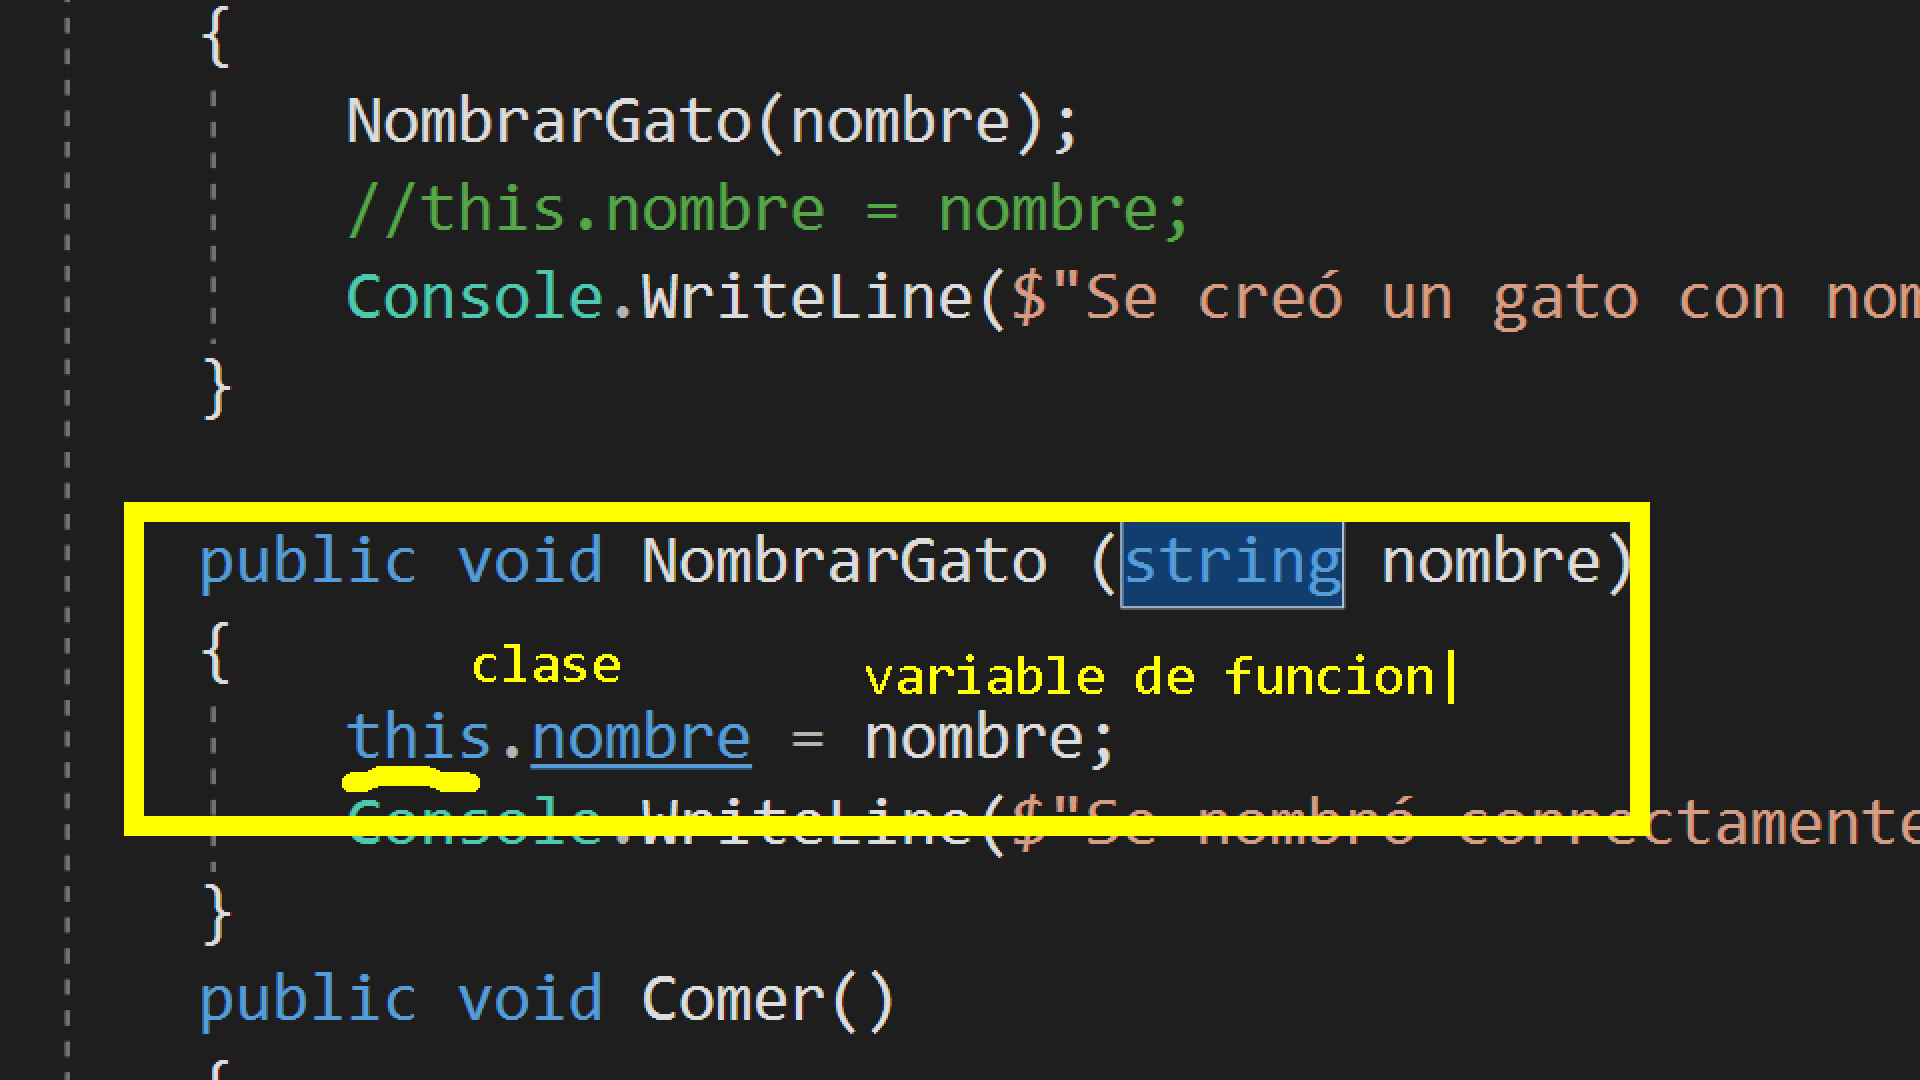 {
NombrarGato(nombre);
//this.nombre = nombre;
Console.WriteLine($"Se creó un gato con nom
}
public void NombrarGato (string nombre)
{
clase variable de funcion|
this.nombre = nombre;
Console.WriteLine($"Se nombró correctamente
}
public void Comer()
{